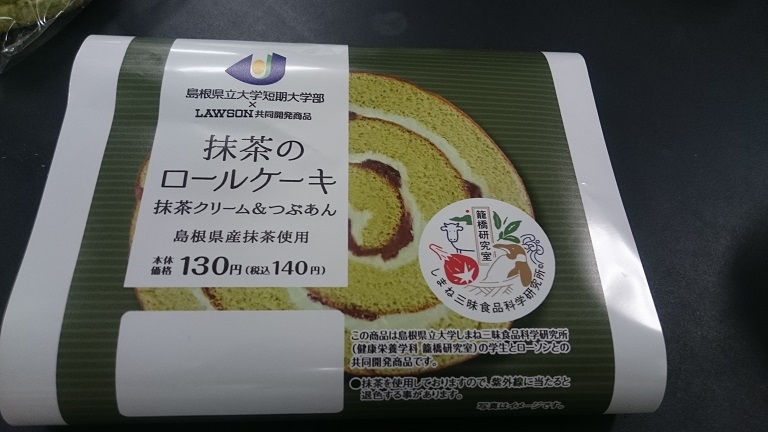 島根県立大学短期大学部
×
LAWSON 共同開発商品
抹茶の
ロールケーキ
抹茶クリーム&つぶあん
島根県産抹茶使用
本体
価格 130円(税込140円)
籠橋研究室
しまね三味食品科学研究所
この商品は島根県立大学しまね三味食品科学研究所
(健康栄養学科 籠橋研究室)の学生とローソンとの
共同開発商品です。
●抹茶を使用しておりますので、紫外線に当たると
退色する事があります。
写真はイメージです。